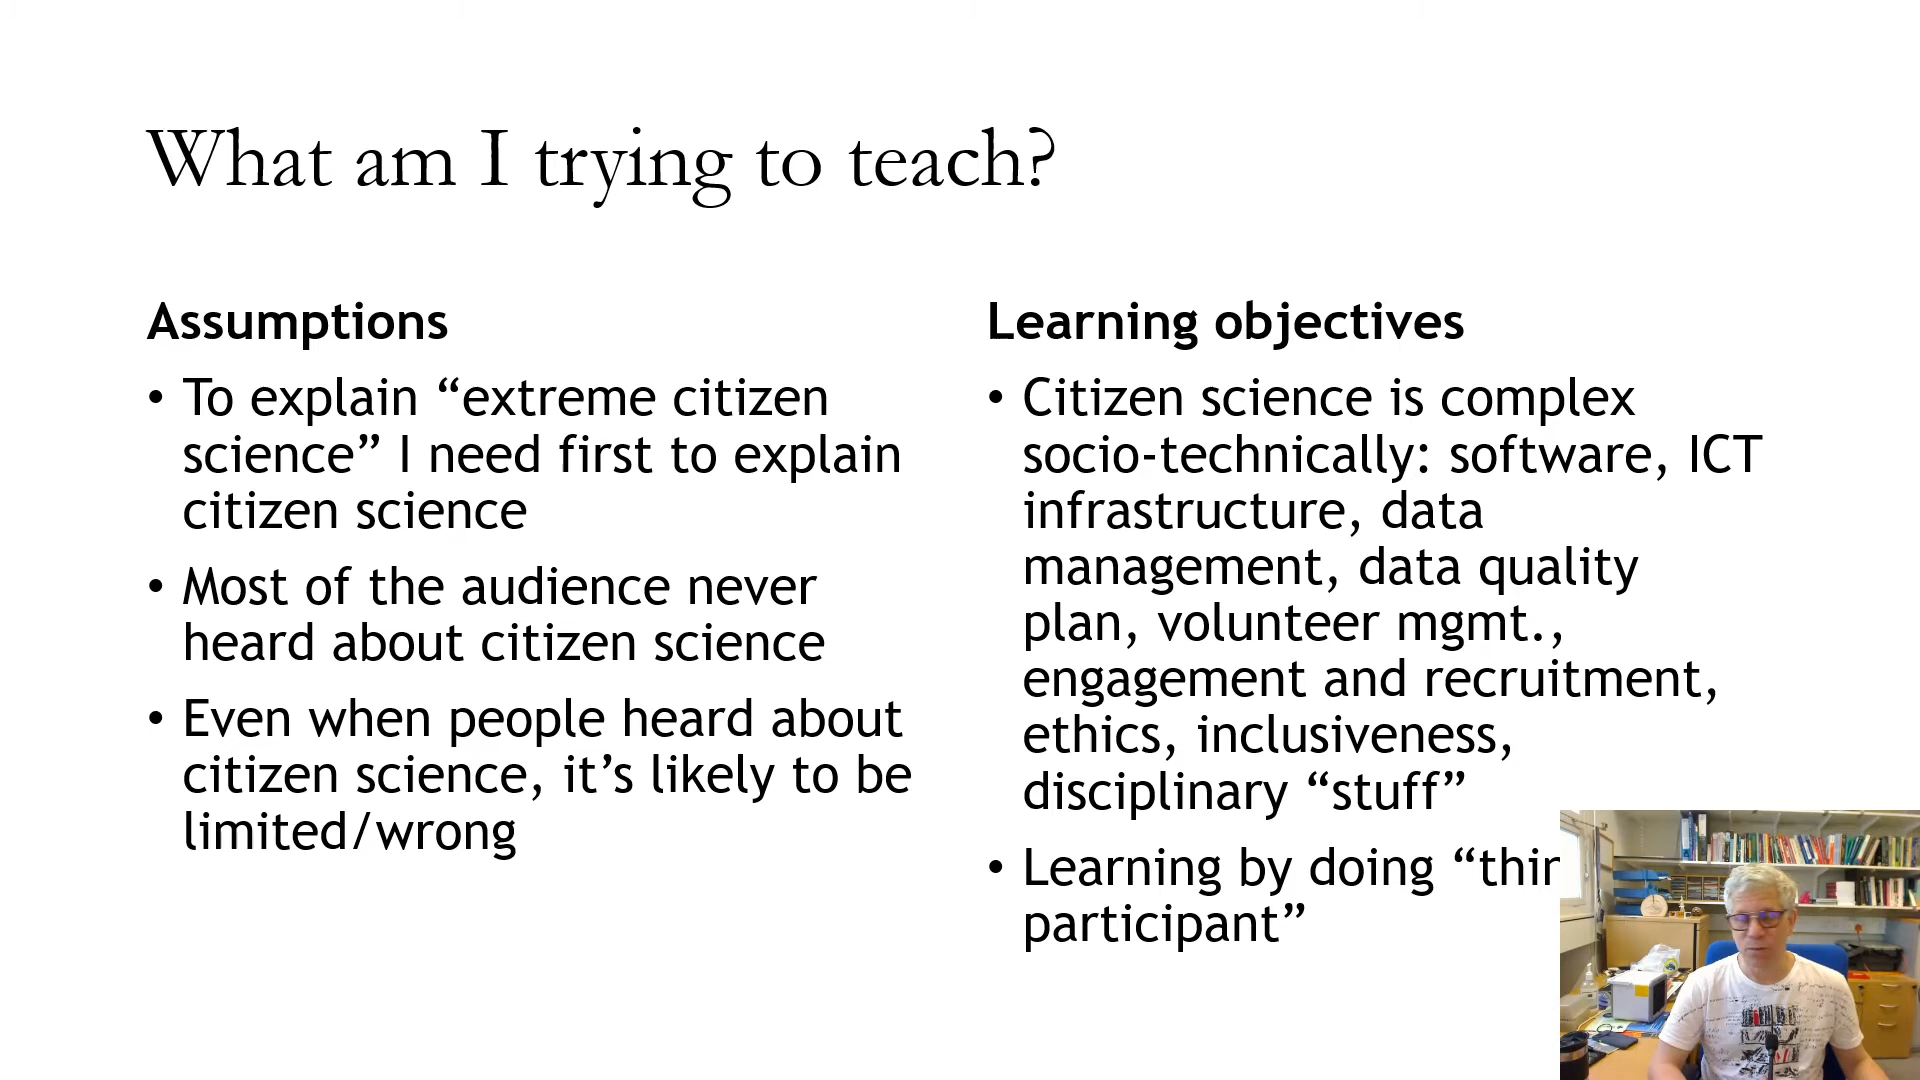 What am I trying to teach?
Assumptions
• To explain “extreme citizen
science” I need first to explain
citizen science
• Most of the audience never
heard about citizen science
• Even when people heard about
citizen science, it’s likely to be
limited/wrong
Learning objectives
• Citizen science is complex
socio-technically: software, ICT
infrastructure, data
management, data quality
plan, volunteer mgmt.,
engagement and recruitment,
ethics, inclusiveness,
disciplinary “stuff”
• Learning by doing
participant”